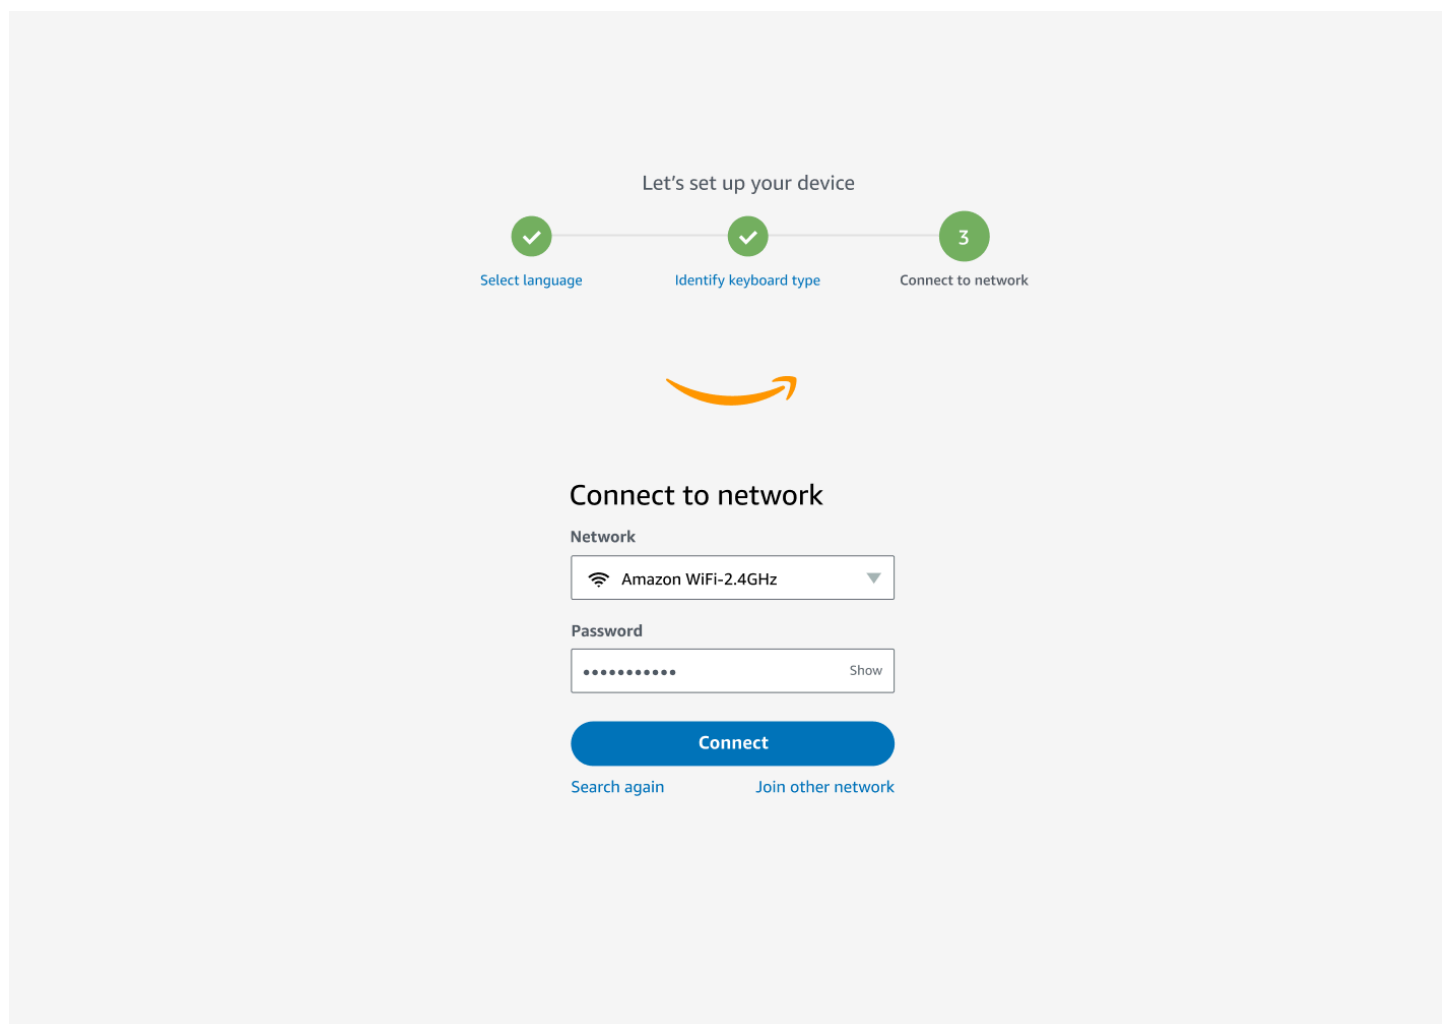 Let’s set up your device
3
Select language
Identify keyboard type
Connect to network
Connect to network
Network
Amazon WiFi-2.4GHz
Password
••••••••••• Show
Connect
Search again
Join other network